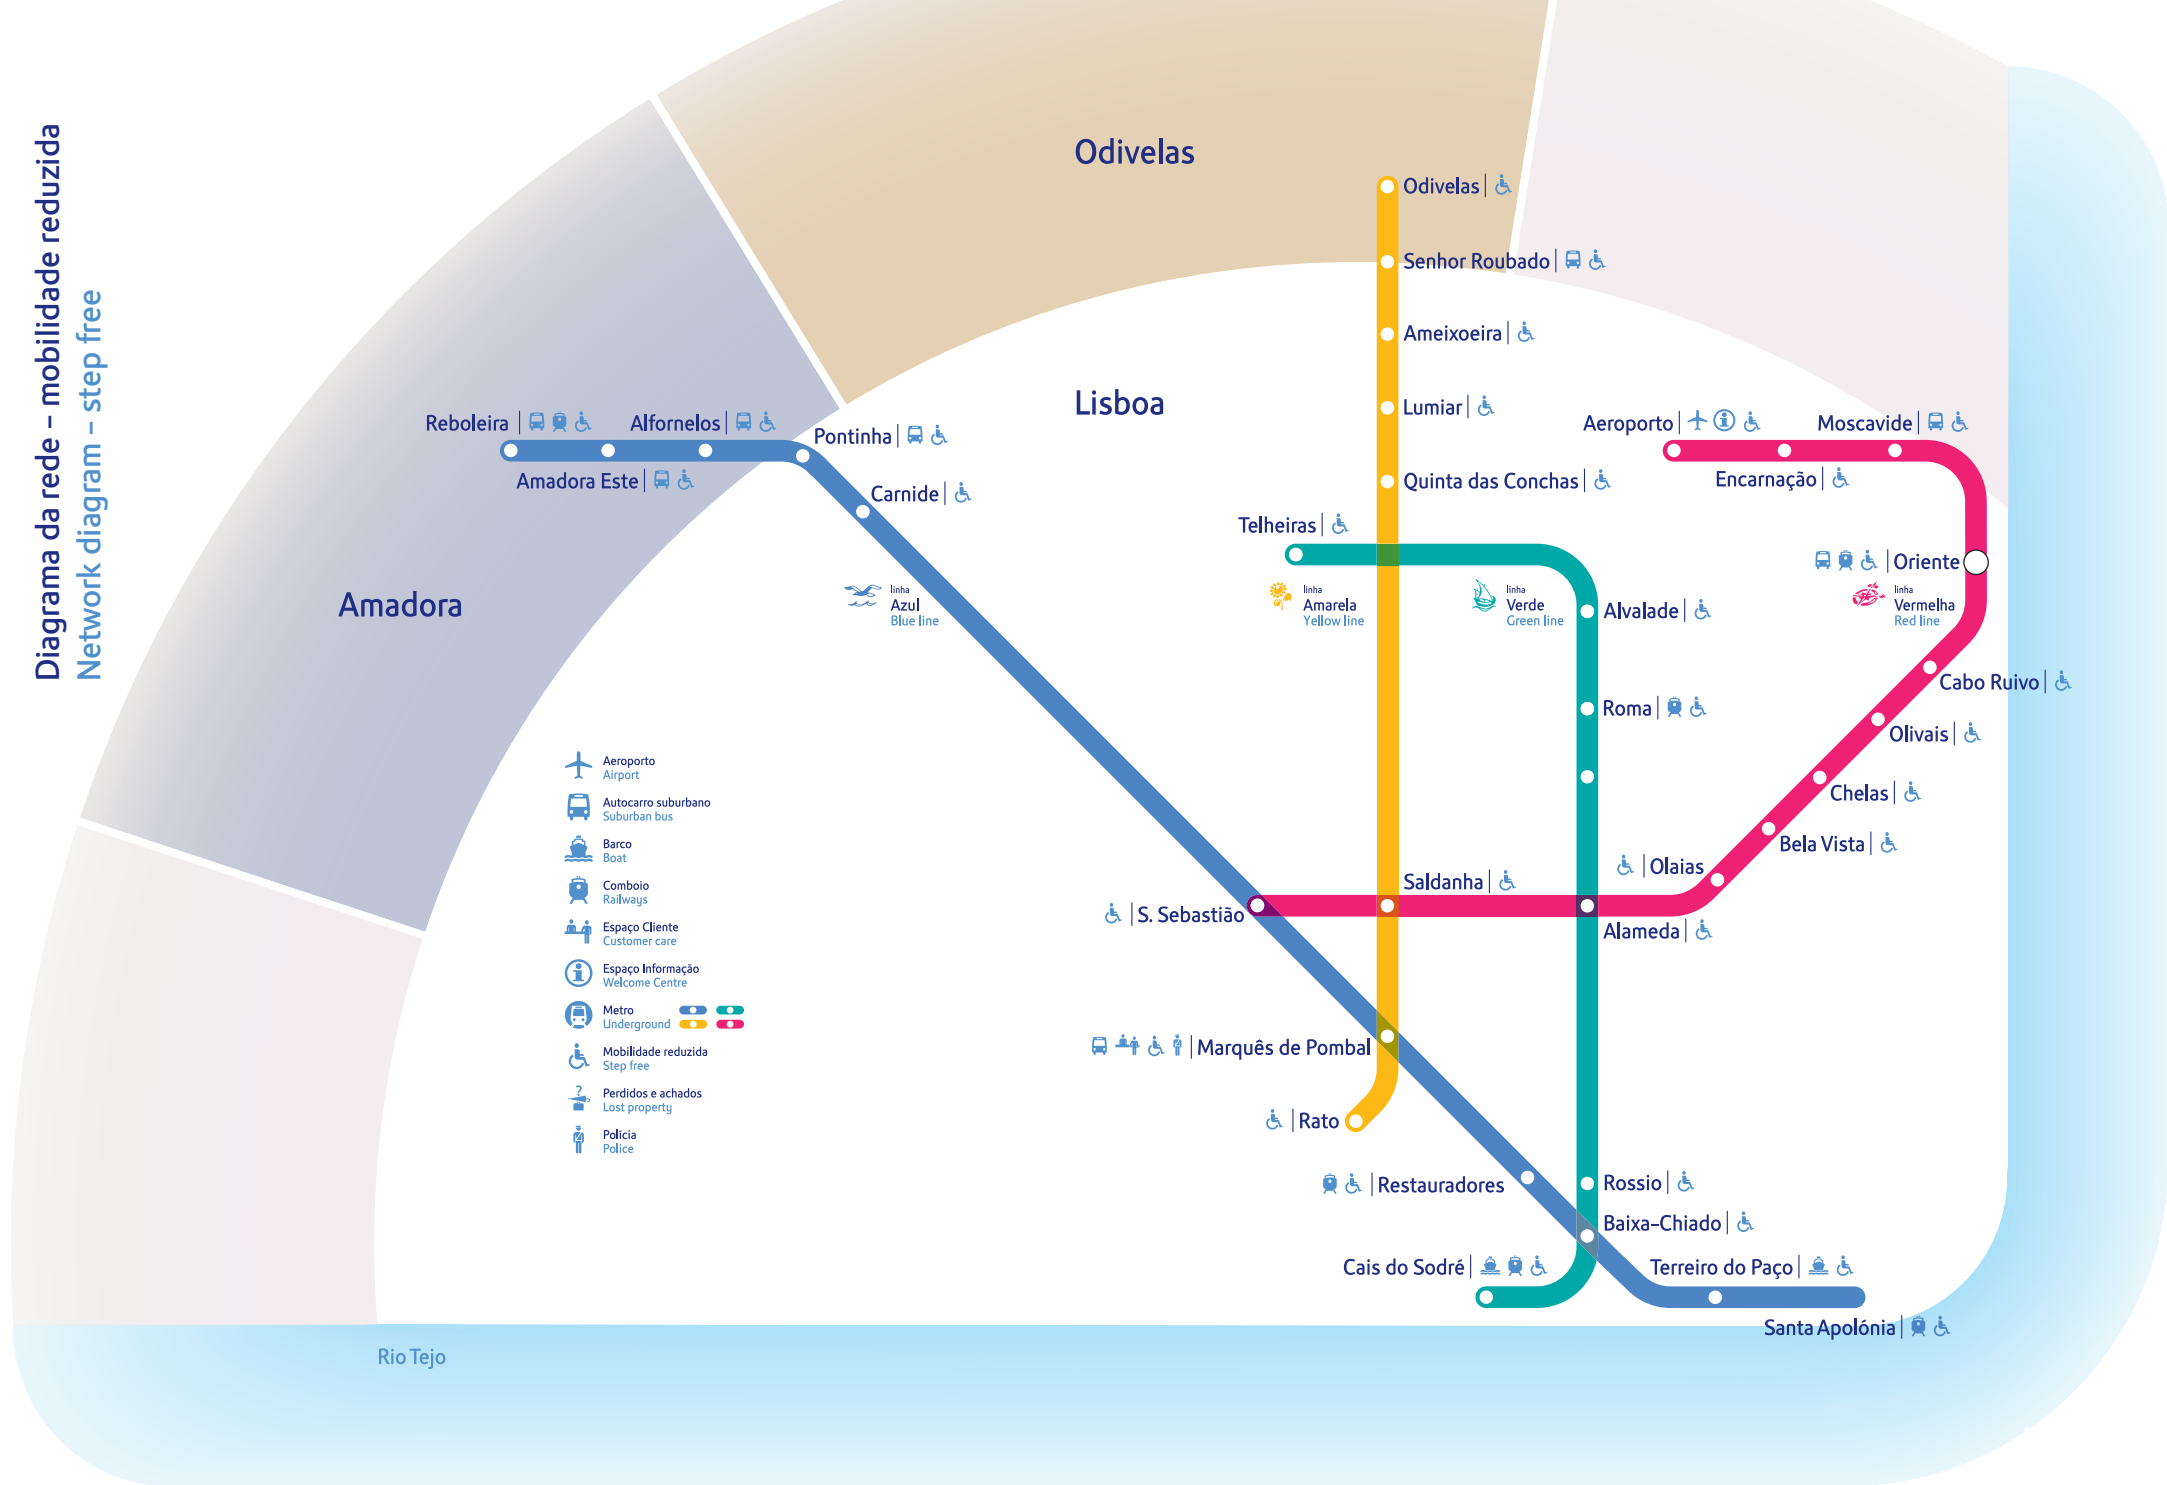 Diagrama da rede – mobilidade reduzida
Network diagram – step free
Odivelas
Odivelas
Senhor Roubado
Ameixoeira
Lisboa
Lumiar
Quinta das Conchas
Reboleira
Alfornelos
Pontinha
Amadora Este
Carnide
Aeroporto
Moscavide
Encarnação
Telheiras
Oriente
Amadora
linha
Azul
Blue line
linha
Amarela
Yellow line
linha
Verde
Green line
Alvalade
linha
Vermelha
Red line
Cabo Ruivo
Roma
Olivais
Chelas
Bela Vista
Olaias
Saldanha
S. Sebastião
Alameda
Aeroporto
Airport
Autocarro suburbano
Suburban bus
Barco
Boat
Comboio
Railways
Espaço Cliente
Customer care
Espaço Informação
Welcome Centre
Metro
Underground
Mobilidade reduzida
Step free
?
Perdidos e achados
Lost property
Polícia
Police
Marquês de Pombal
Rato
Restauradores
Rossio
Baixa-Chiado
Cais do Sodré
Terreiro do Paço
Santa Apolónia
Rio Tejo